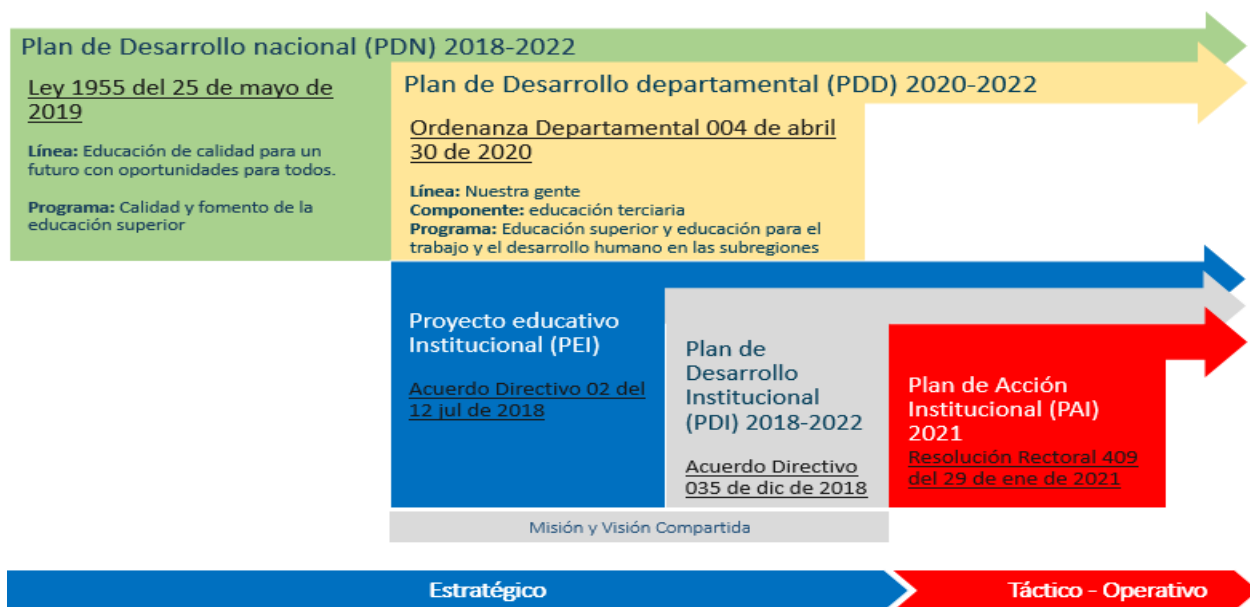 Plan de Desarrollo nacional (PDN) 2018-2022
Ley 1955 del 25 de mayo de
2019
Línea: Educación de calidad para un
futuro con oportunidades para todos.
Programa: Calidad y fomento de la
educación superior
Plan de Desarrollo departamental (PDD) 2020-2022
Ordenanza Departamental 004 de abril
30 de 2020
Línea: Nuestra gente
Componente: educación terciaria
Programa: Educación superior y educación para el
trabajo y el desarrollo humano en las subregiones
Proyecto educativo
Institucional (PEI)
Acuerdo Directivo 02 del
12 jul de 2018
Plan de
Desarrollo
Institucional
(PDI) 2018-2022
Acuerdo Directivo
035 de dic de 2018
Plan de Acción
Institucional (PAI)
2021
Resolución Rectoral 409
del 29 de ene de 2021
Misión y Visión Compartida
Estratégico
Táctico - Operativo